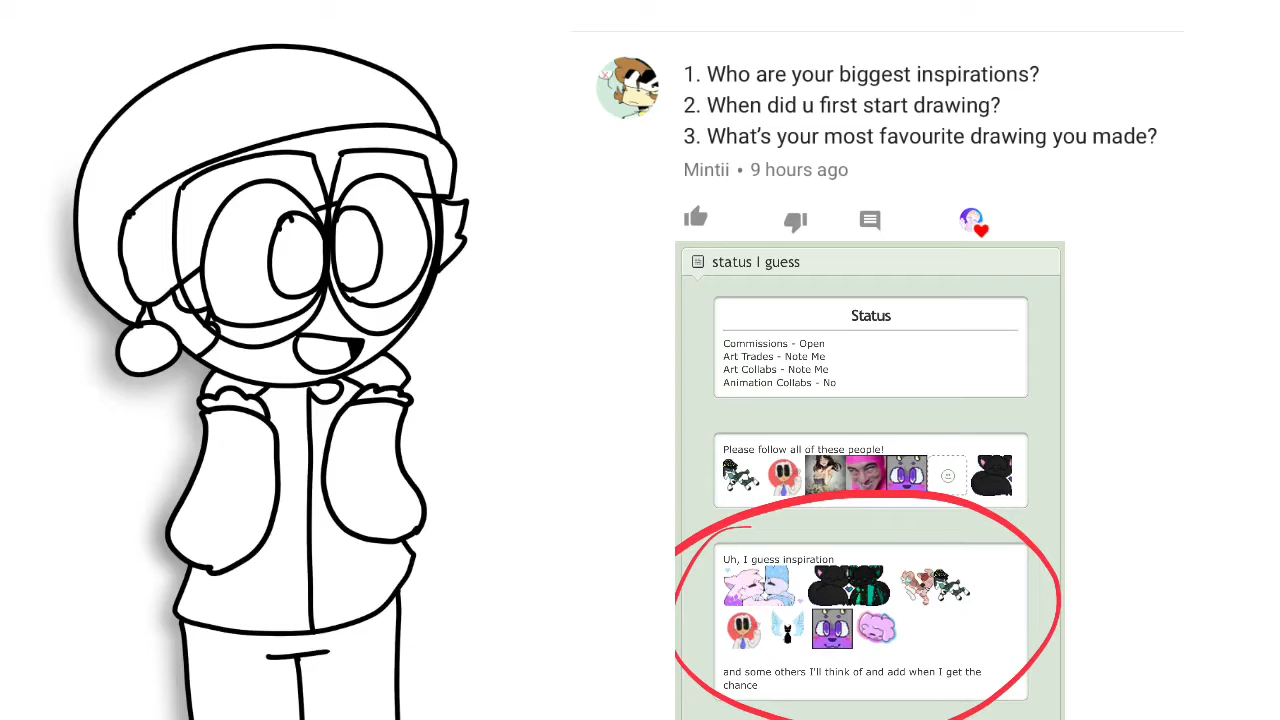 1. Who are your biggest inspirations?
2. When did u first start drawing?
3. What's your most favourite drawing you made?
Mintii • 9 hours ago
status I guess
Status
Commissions - Open
Art Trades - Note Me
Art Collabs - Note Me
Animation Collabs - No
Please follow all of these people!
Uh, I guess inspiration
and some others I'll think of and add when I get the
chance